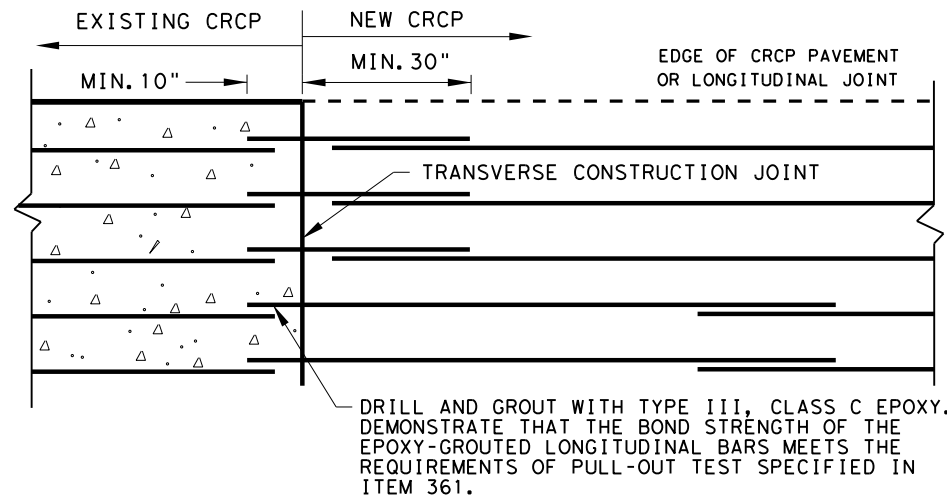 EXISTING CRCP
NEW CRCP
MIN. 10"
MIN. 30"
EDGE OF CRCP PAVEMENT
OR LONGITUDINAL JOINT
TRANSVERSE CONSTRUCTION JOINT
DRILL AND GROUT WITH TYPE III, CLASS C EPOXY.
DEMONSTRATE THAT THE BOND STRENGTH OF THE
EPOXY-GROUTED LONGITUDINAL BARS MEETS THE
REQUIREMENTS OF PULL-OUT TEST SPECIFIED IN
ITEM 361.